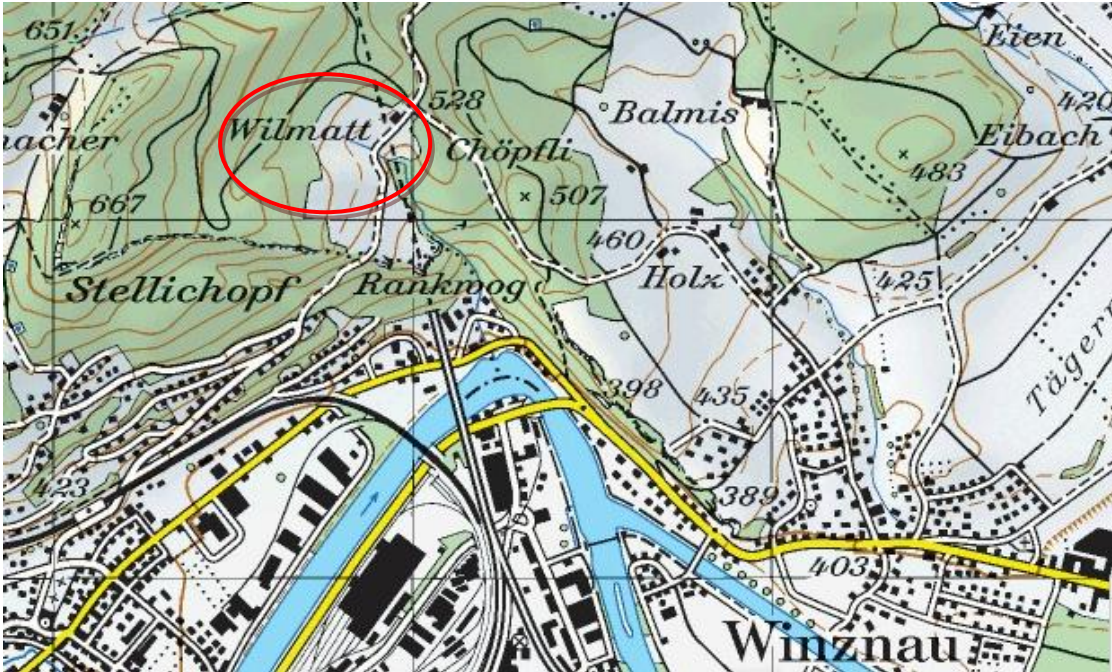 651
Eien
528
420
Wilmatt
Balmis
nacher
Chöpfli
Eibach
483
667
507
460
Stellichopf
Rankmog
Holz
425
Täger
398
435
423
389
403
Winznau